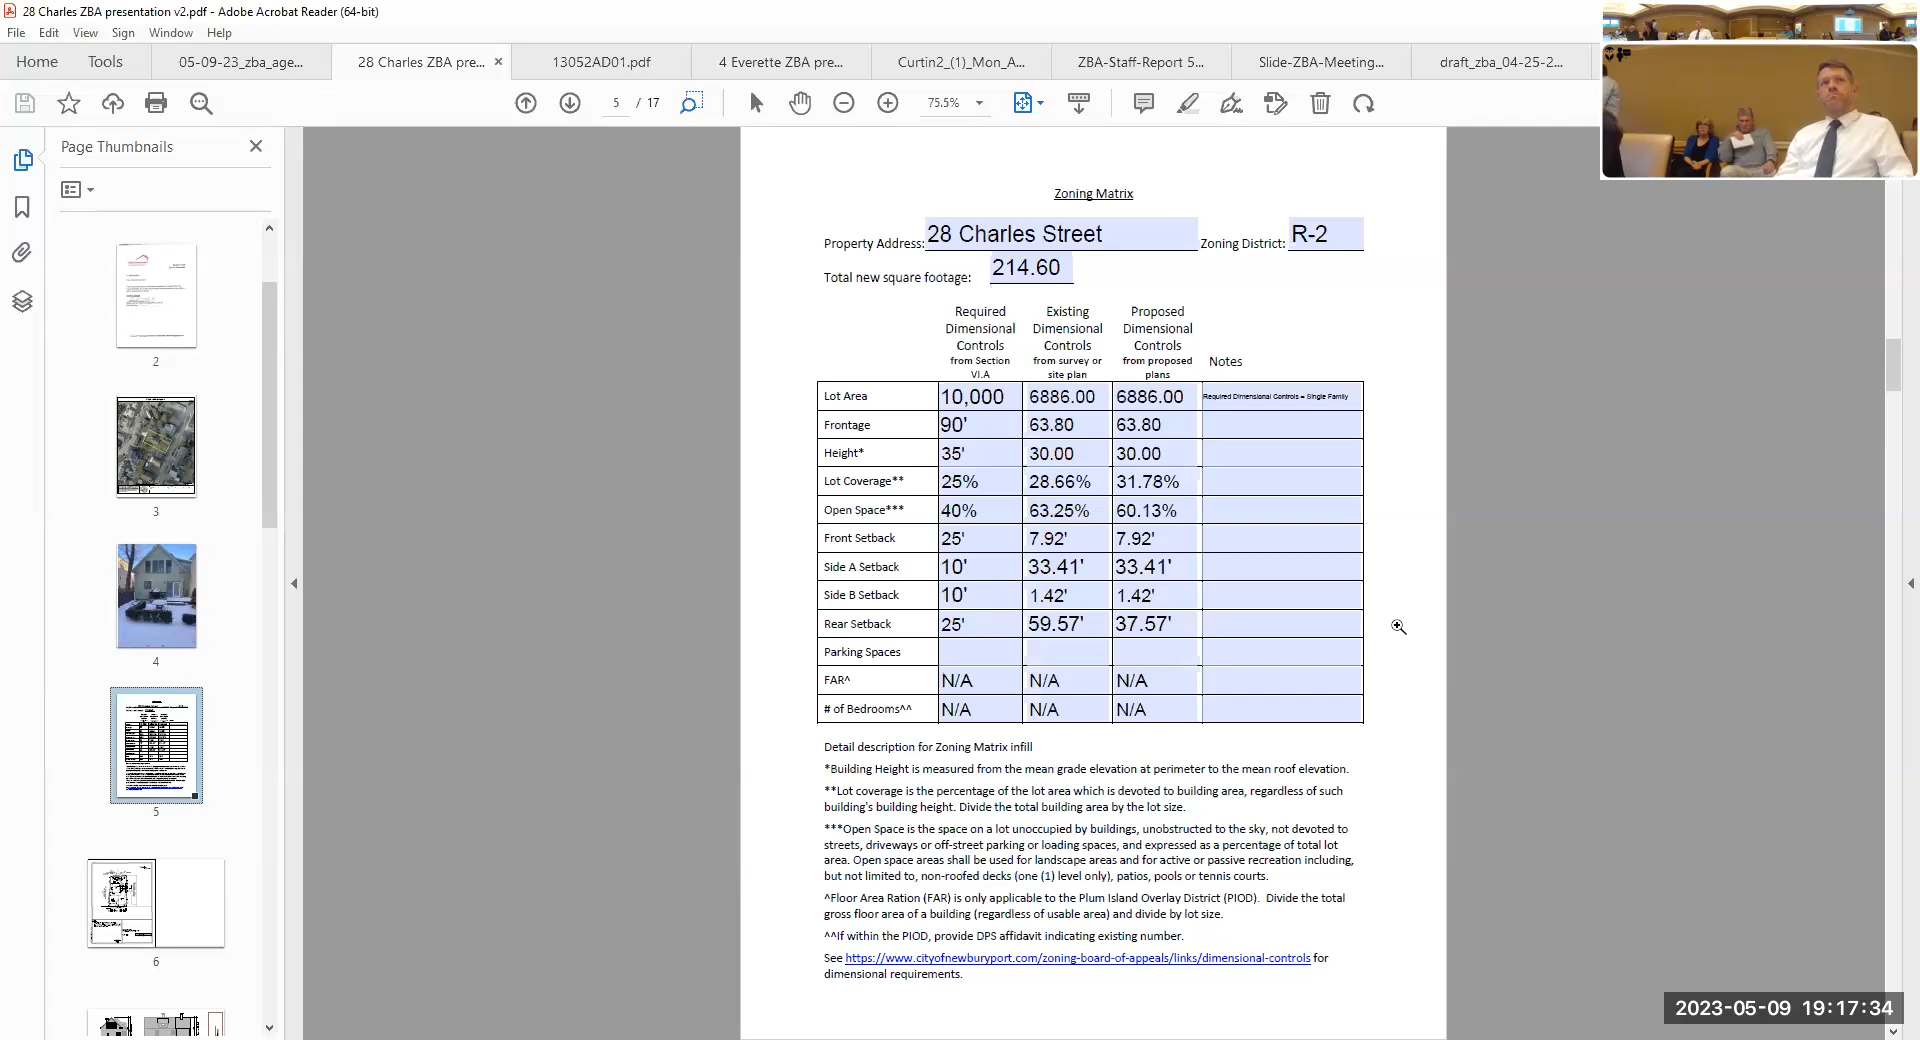 28 Charles ZBA presentation v2.pdf - Adobe Acrobat Reader (64-bit)
File Edit View Sign Window Help
Home Tools 05-09-23_zba_age... 28 Charles ZBA pre... × 13052AD01.pdf 4 Everette ZBA pre... Curtin2_(1)_Mon_A... ZBA-Staff-Report 5... Slide-ZBA-Meeting... draft_zba_04-25-2...
5 / 17 75.5%
Page Thumbnails
2
3
4
5
6
Zoning Matrix
Property Address: 28 Charles Street Zoning District: R-2
Total new square footage: 214.60
Required Dimensional Controls from Section VI.A
Existing Dimensional Controls from survey or site plan
Proposed Dimensional Controls from proposed plans
Notes
Lot Area 10,000 6886.00 6886.00 Required Dimensional Controls = Single Family
Frontage 90' 63.80 63.80
Height* 35' 30.00 30.00
Lot Coverage** 25% 28.66% 31.78%
Open Space*** 40% 63.25% 60.13%
Front Setback 25' 7.92' 7.92'
Side A Setback 10' 33.41' 33.41'
Side B Setback 10' 1.42' 1.42'
Rear Setback 25' 59.57' 37.57'
Parking Spaces
FAR^ N/A N/A N/A
# of Bedrooms^^ N/A N/A N/A
Detail description for Zoning Matrix infill
*Building Height is measured from the mean grade elevation at perimeter to the mean roof elevation.
**Lot coverage is the percentage of the lot area which is devoted to building area, regardless of such
building's building height. Divide the total building area by the lot size.
***Open Space is the space on a lot unoccupied by buildings, unobstructed to the sky, not devoted to
streets, driveways or off-street parking or loading spaces, and expressed as a percentage of total lot
area. Open space areas shall be used for landscape areas and for active or passive recreation including,
but not limited to, non-roofed decks (one (1) level only), patios, pools or tennis courts.
^Floor Area Ration (FAR) is only applicable to the Plum Island Overlay District (PIOD). Divide the total
gross floor area of a building (regardless of usable area) and divide by lot size.
^^If within the PIOD, provide DPS affidavit indicating existing number.
See https://www.cityofnewburyport.com/zoning-board-of-appeals/links/dimensional-controls for
dimensional requirements.
2023-05-09 19:17:34